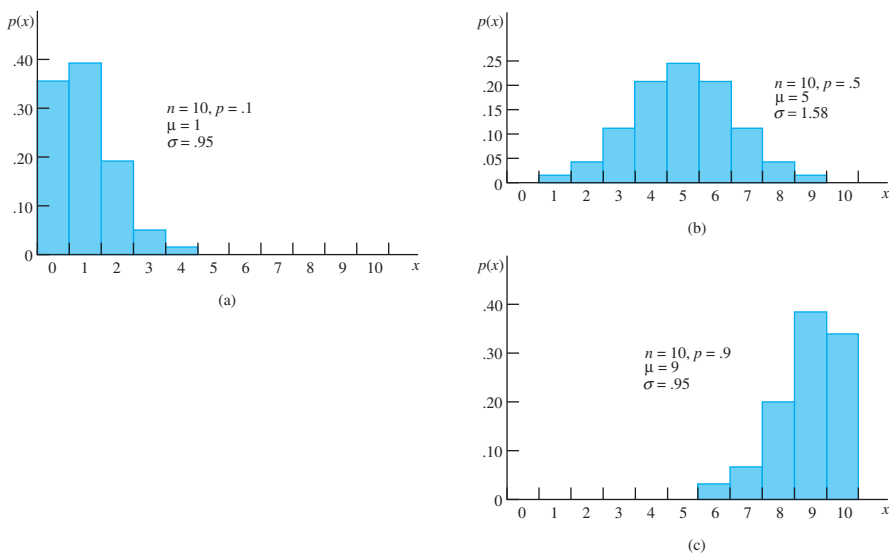 p(x)
.40
.30
.20
.10
0
n = 10, p = .1
μ = 1
σ = .95
0 1 2 3 4 5 6 7 8 9 10 x
(a)
p(x)
.25
.20
.15
.10
.05
0
n = 10, p = .5
μ = 5
σ = 1.58
0 1 2 3 4 5 6 7 8 9 10 x
(b)
p(x)
.40
.30
.20
.10
0
n = 10, p = .9
μ = 9
σ = .95
0 1 2 3 4 5 6 7 8 9 10 x
(c)